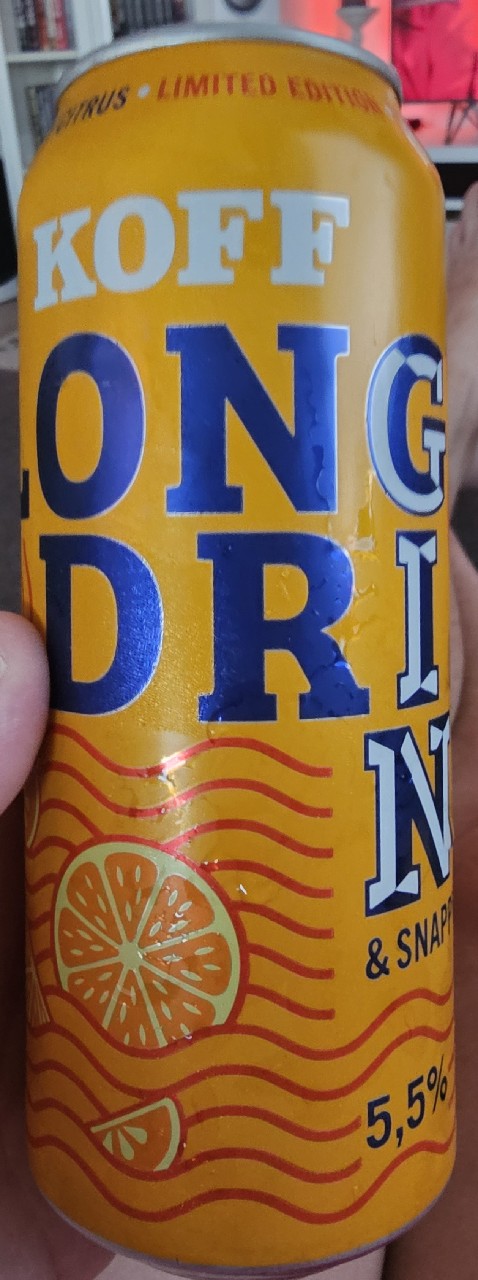 CITRUS • LIMITED EDITION
KOFF
LONG
DRI
N
& SNAPP
5,5%